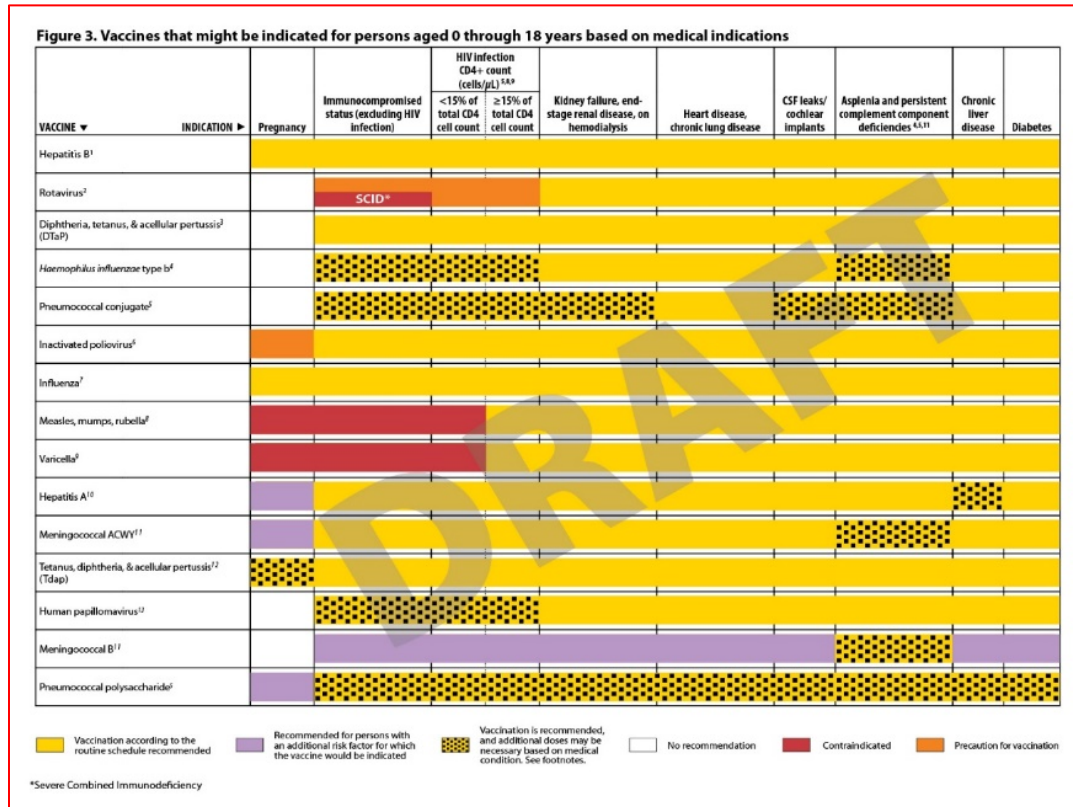 Figure 3. Vaccines that might be indicated for persons aged 0 through 18 years based on medical indications
VACCINE ▼
INDICATION ►
Pregnancy
Immunocompromised
status (excluding HIV
infection)
HIV infection
CD4+ count
(cells/μL) 5,8,9
<15% of
total CD4
cell count
≥15% of
total CD4
cell count
Kidney failure, end-
stage renal disease, on
hemodialysis
Heart disease,
chronic lung disease
CSF leaks/
cochlear
implants
Asplenia and persistent
complement component
deficiencies 4,5,11
Chronic
liver
disease
Diabetes
Hepatitis B1
Rotavirus2
SCID*
Diphtheria, tetanus, & acellular pertussis3
(DTaP)
Haemophilus influenzae type b4
Pneumococcal conjugate5
Inactivated poliovirus6
Influenza7
Measles, mumps, rubella8
Varicella9
Hepatitis A10
Meningococcal ACWY11
Tetanus, diphtheria, & acellular pertussis12
(Tdap)
Human papillomavirus13
Meningococcal B11
Pneumococcal polysaccharide5
DRAFT
Vaccination according to the
routine schedule recommended
Recommended for persons with
an additional risk factor for which
the vaccine would be indicated
Vaccination is recommended,
and additional doses may be
necessary based on medical
condition. See footnotes.
No recommendation
Contraindicated
Precaution for vaccination
*Severe Combined Immunodeficiency